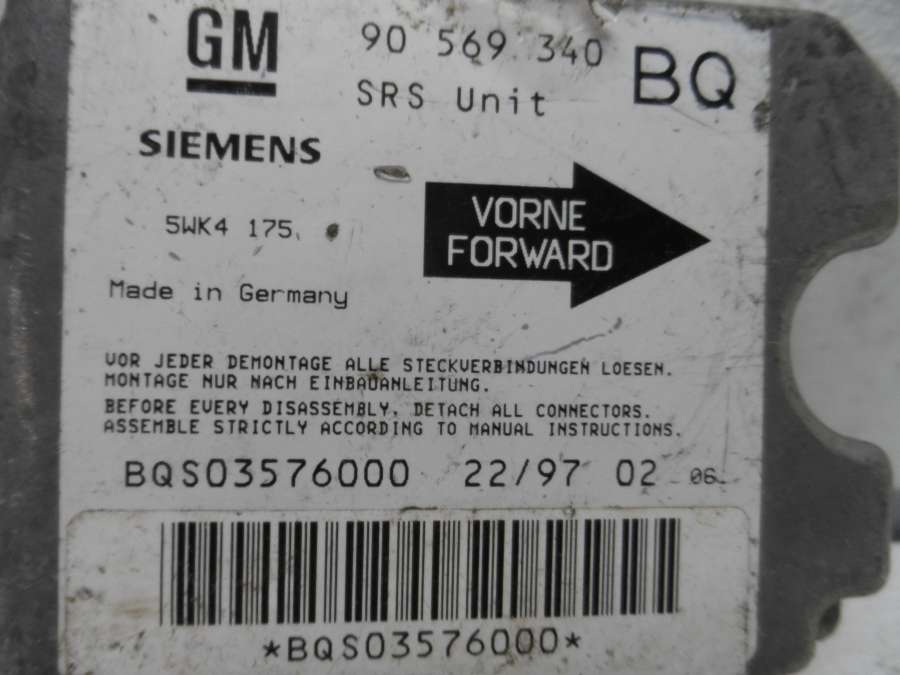 GM
90 569 340
BQ
SRS Unit
SIEMENS
5WK4 175
VORNE
FORWARD
Made in Germany
VOR JEDER DEMONTAGE ALLE STECKVERBINDUNGEN LOESEN.
MONTAGE NUR NACH EINBAUANLEITUNG.
BEFORE EVERY DISASSEMBLY, DETACH ALL CONNECTORS.
ASSEMBLE STRICTLY ACCORDING TO MANUAL INSTRUCTIONS.
BQS03576000 22/97 02 06
*BQS03576000*